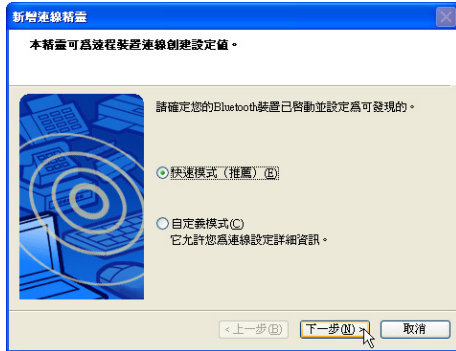 新增連線精靈
本精靈可為遠程裝置連線創建設定值。
請確定您的Bluetooth裝置已啓動並設定為可發現的。
快速模式（推薦）(E)
自定義模式(C)
它允許您為連線設定詳細資訊。
<上一步(B) 下一步(N)> 取消